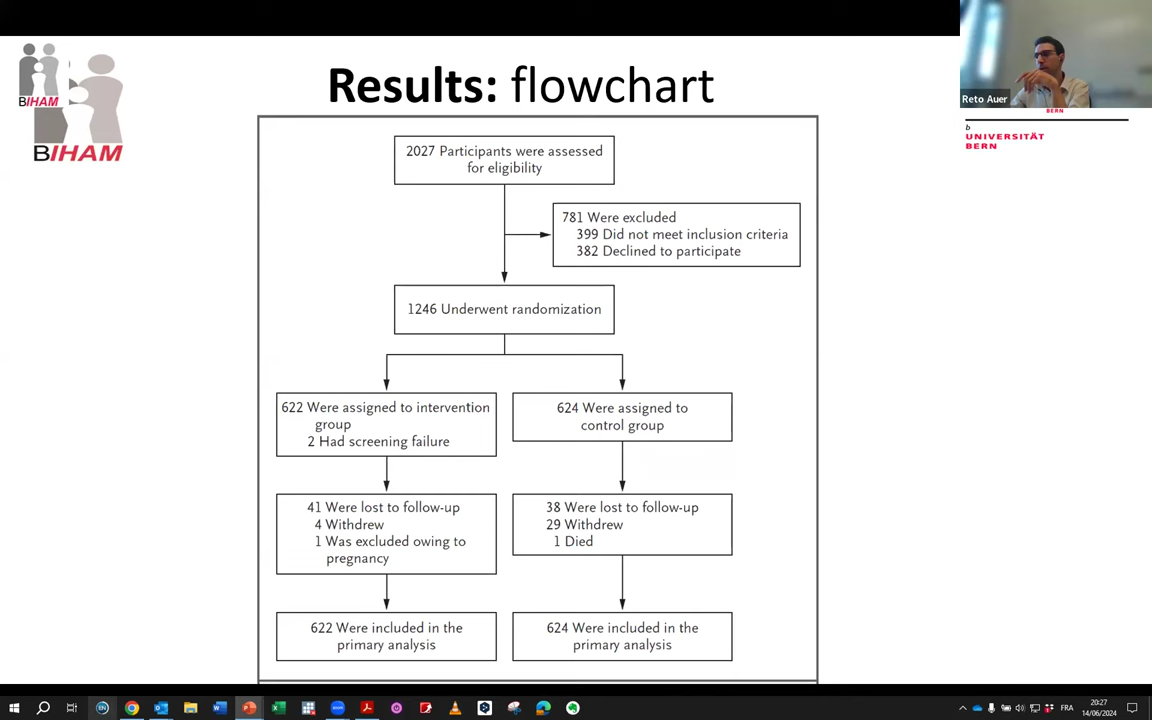 BIHAM
BIHAM
Results: flowchart
Reto Auer
BERN
b
UNIVERSITÄT
BERN
2027 Participants were assessed
for eligibility
781 Were excluded
399 Did not meet inclusion criteria
382 Declined to participate
1246 Underwent randomization
622 Were assigned to intervention
group
2 Had screening failure
624 Were assigned to
control group
41 Were lost to follow-up
4 Withdrew
1 Was excluded owing to
pregnancy
38 Were lost to follow-up
29 Withdrew
1 Died
622 Were included in the
primary analysis
624 Were included in the
primary analysis
FRA
20:27
14/06/2024